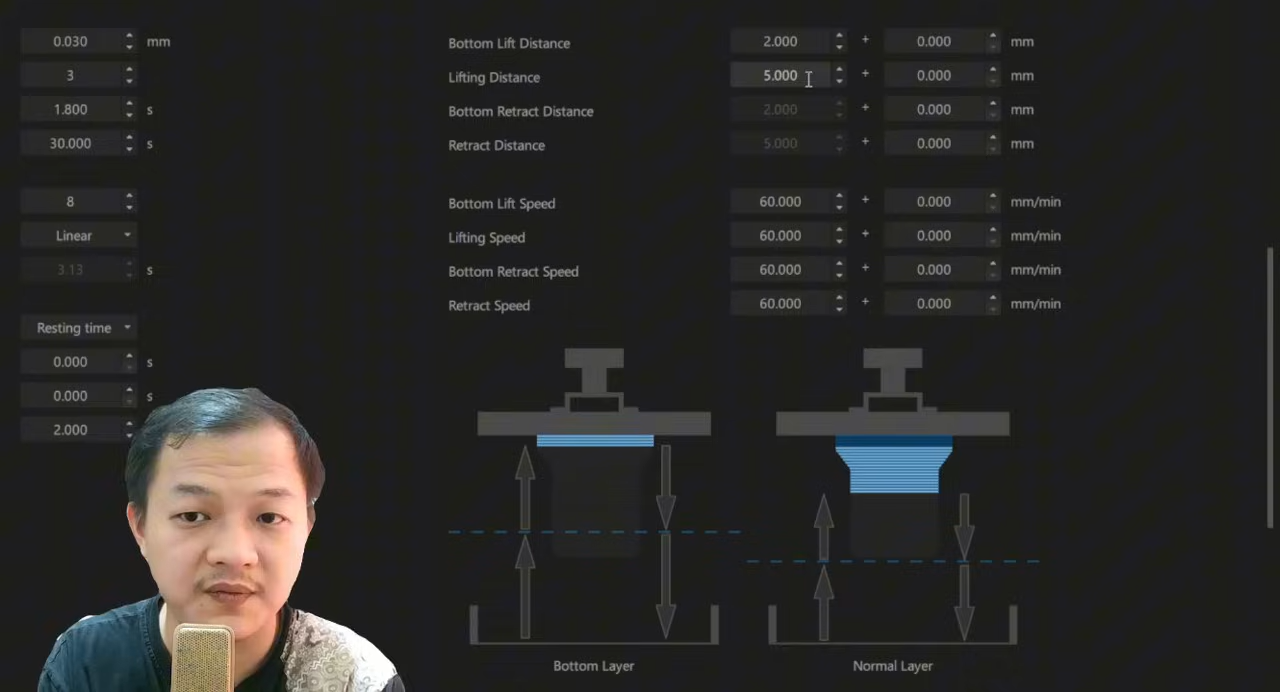 0.030 mm
3
1.800 s
30.000 s
8
Linear
3.13 s
Resting time
0.000 s
0.000 s
2.000
Bottom Lift Distance 2.000 + 0.000 mm
Lifting Distance 5.000 + 0.000 mm
Bottom Retract Distance 2.000 + 0.000 mm
Retract Distance 5.000 + 0.000 mm
Bottom Lift Speed 60.000 + 0.000 mm/min
Lifting Speed 60.000 + 0.000 mm/min
Bottom Retract Speed 60.000 + 0.000 mm/min
Retract Speed 60.000 + 0.000 mm/min
Bottom Layer
Normal Layer